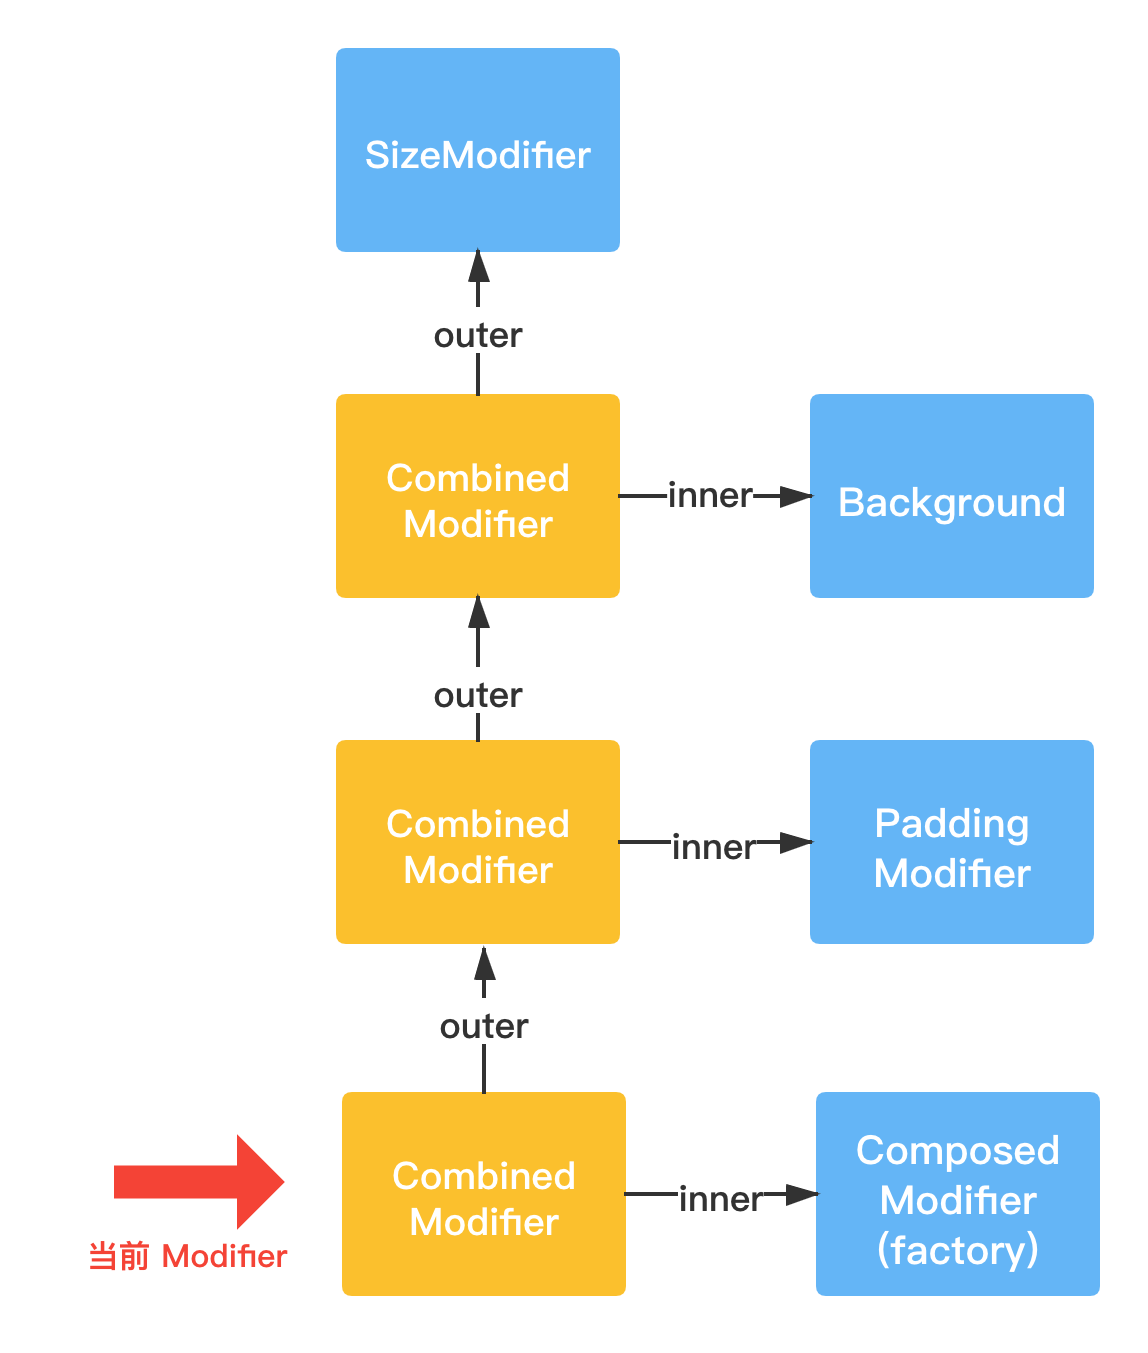 SizeModifier
outer
Combined
Modifier
inner
Background
outer
Combined
Modifier
inner
Padding
Modifier
outer
Combined
Modifier
inner
Composed
Modifier
(factory)
当前 Modifier